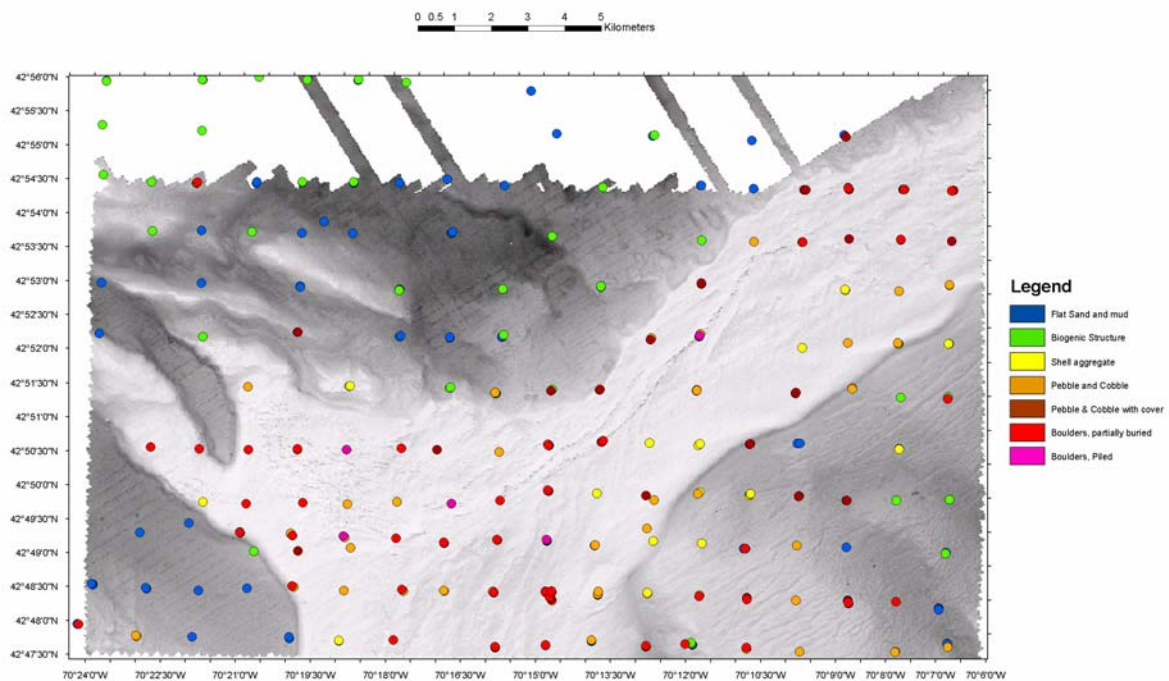 0 0.5 1 2 3 4 5
Kilometers
42°56'0"N
42°55'30"N
42°55'0"N
42°54'30"N
42°54'0"N
42°53'30"N
42°53'0"N
42°52'30"N
42°52'0"N
42°51'30"N
42°51'0"N
42°50'30"N
42°50'0"N
42°49'30"N
42°49'0"N
42°48'30"N
42°48'0"N
42°47'30"N
70°24'0"W 70°22'30"W 70°21'0"W 70°19'30"W 70°18'0"W 70°16'30"W 70°15'0"W 70°13'30"W 70°12'0"W 70°10'30"W 70°9'0"W 70°7'30"W 70°6'0"W
Legend
Flat Sand and mud
Biogenic Structure
Shell aggregate
Pebble and Cobble
Pebble & Cobble with cover
Boulders, partially buried
Boulders, Piled